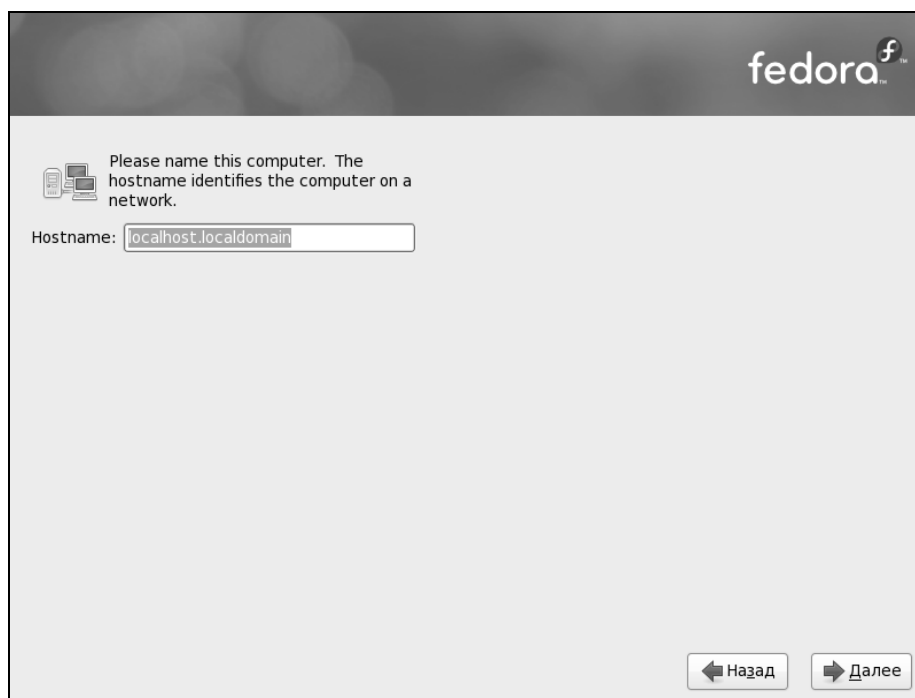 fedora
Please name this computer. The
hostname identifies the computer on a
network.
Hostname: localhost.localdomain
Назад
Далее